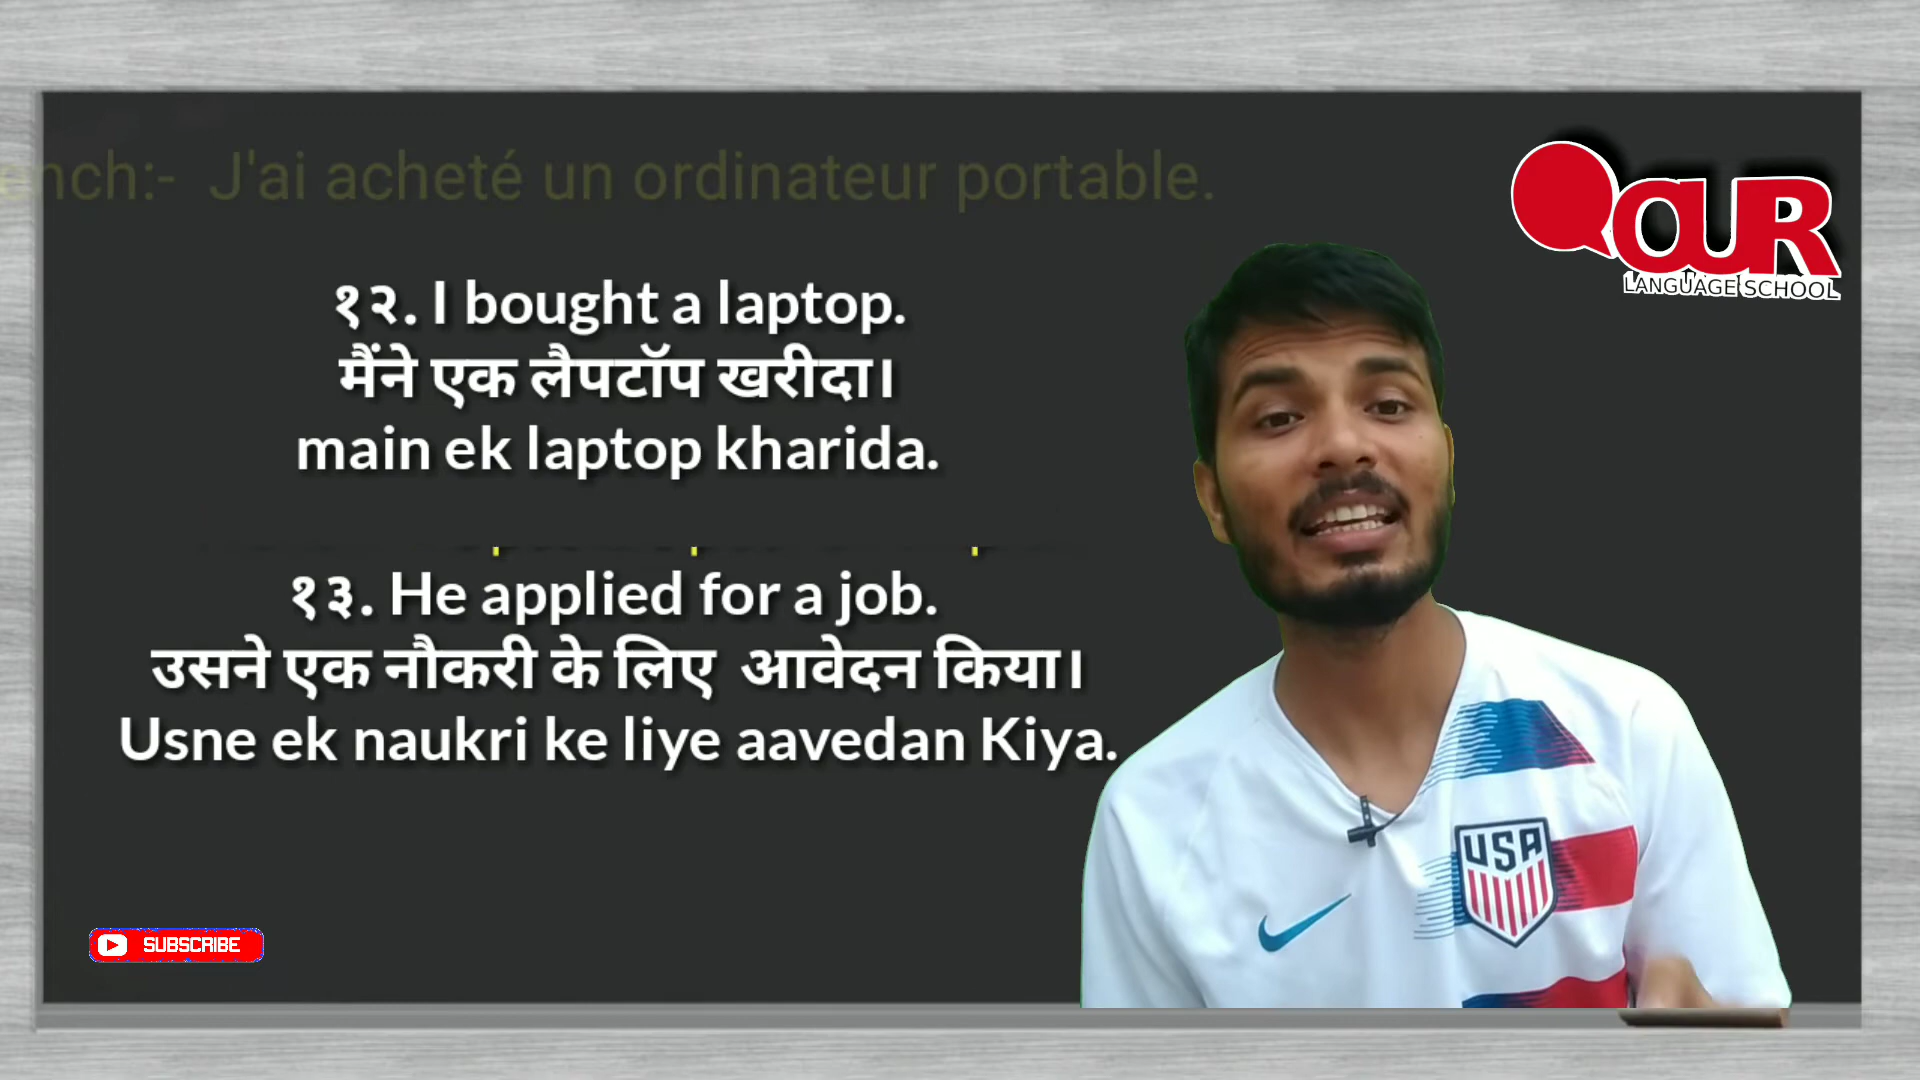 ench:- J'ai acheté un ordinateur portable.
OUR
LANGUAGE SCHOOL
१२. I bought a laptop.
मैंने एक लैपटॉप खरीदा।
main ek laptop kharida.
१३. He applied for a job.
उसने एक नौकरी के लिए आवेदन किया।
Usne ek naukri ke liye aavedan Kiya.
USA
SUBSCRIBE